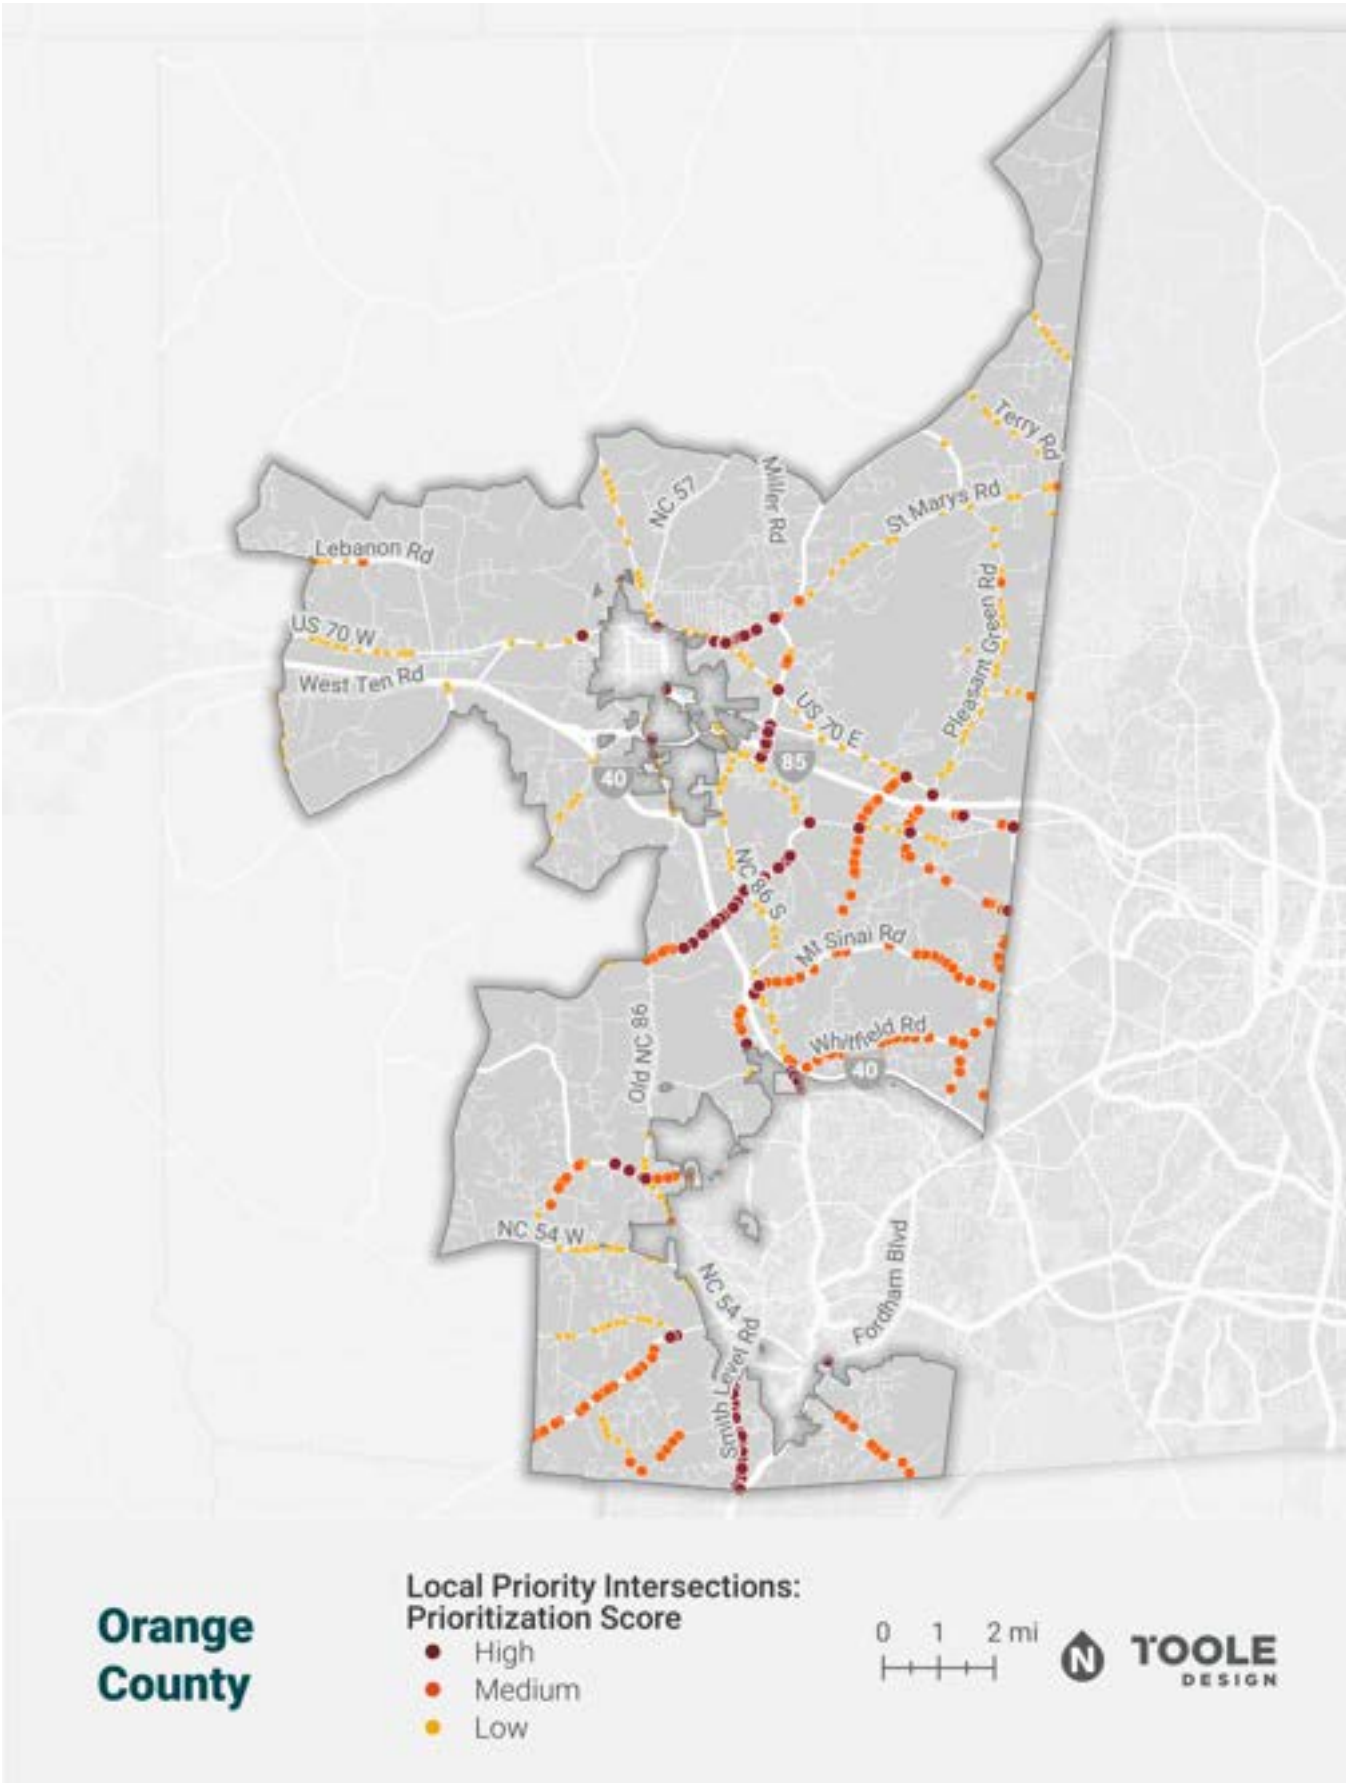 Terry Rd
NC 57
Miller Rd
St Marys Rd
Lebanon Rd
Pleasant Green Rd
US 70 W
West Ten Rd
US 70 E
85
40
NC 86 S
Mt Sinai Rd
Old NC 86
Whitfield Rd
40
NC 54 W
NC 54
Fordham Blvd
Smith Level Rd
Orange
County
Local Priority Intersections:
Prioritization Score
High
Medium
Low
0 1 2 mi
N
TOOLE
DESIGN